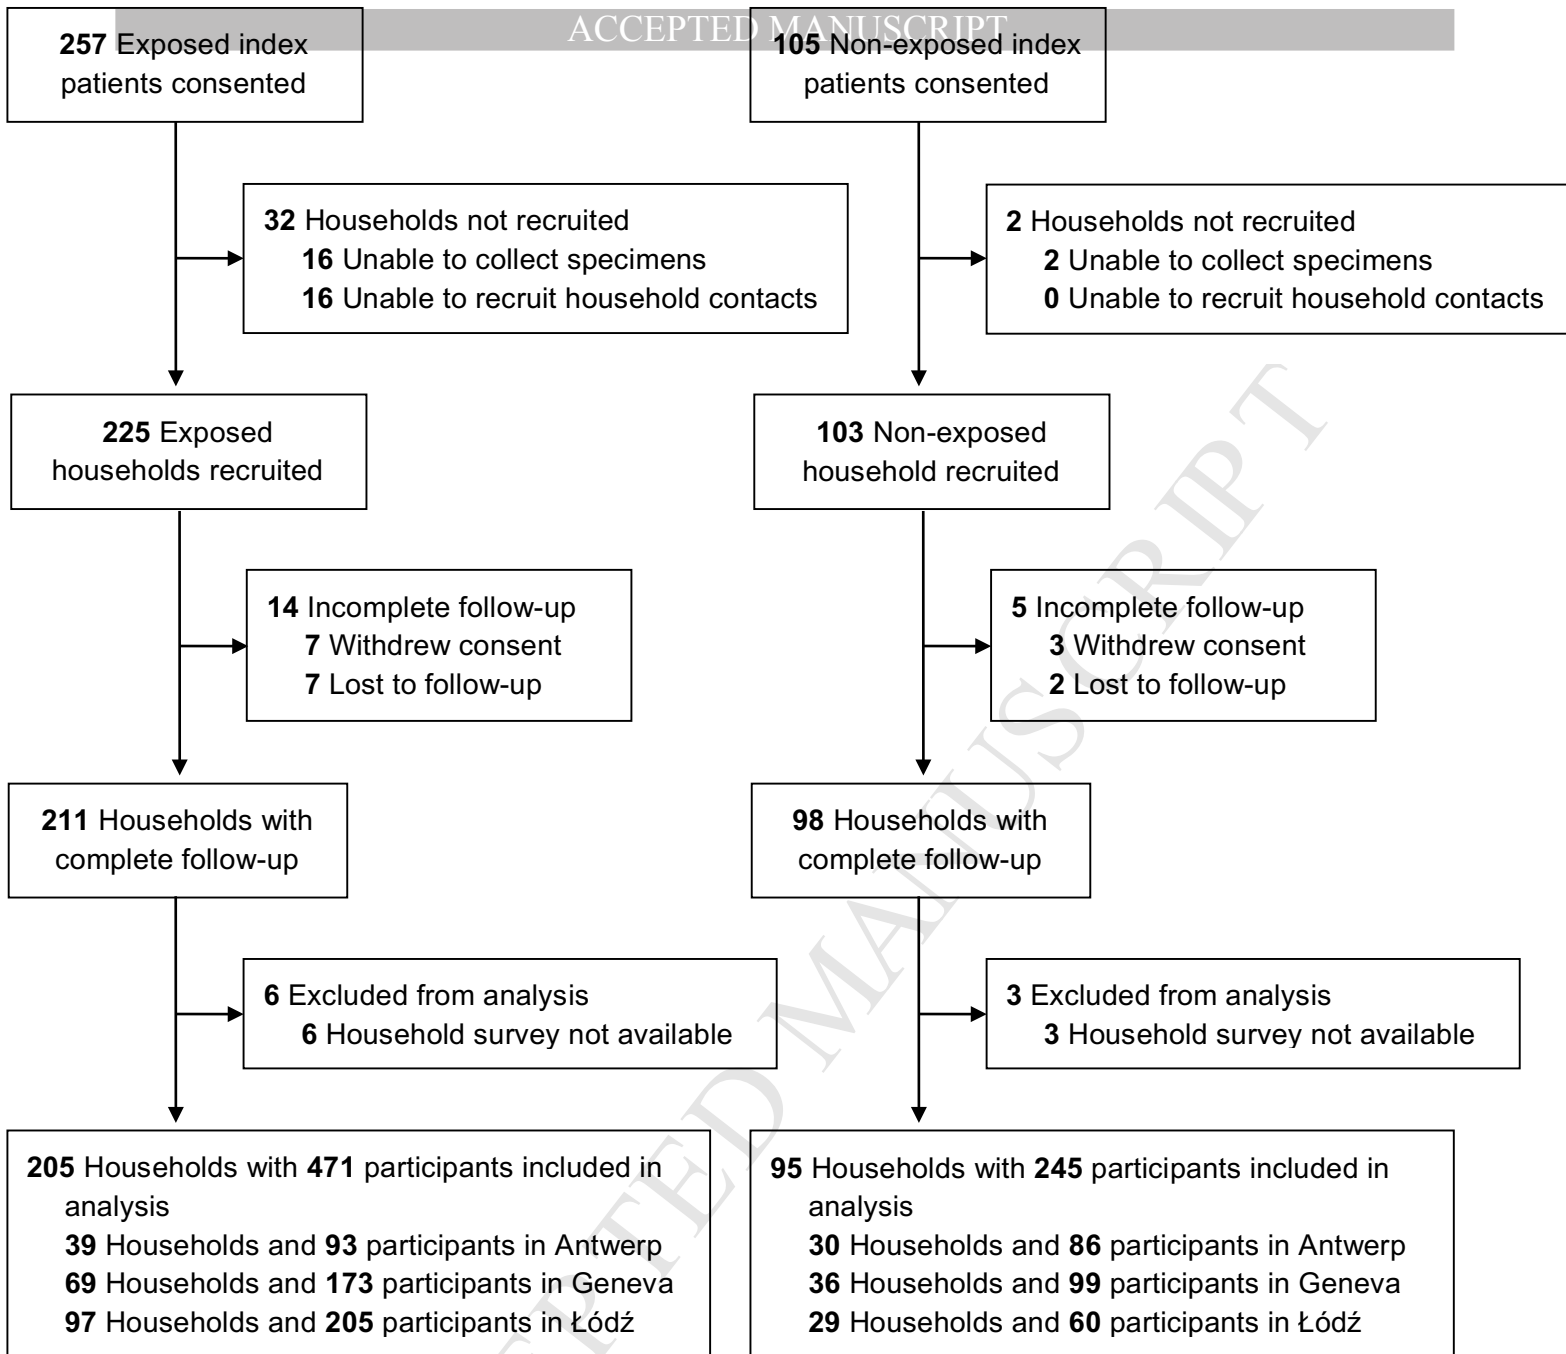 ACCEPTED MANUSCRIPT
257 Exposed index
patients consented
105 Non-exposed index
patients consented
32 Households not recruited
16 Unable to collect specimens
16 Unable to recruit household contacts
2 Households not recruited
2 Unable to collect specimens
0 Unable to recruit household contacts
225 Exposed
households recruited
103 Non-exposed
household recruited
14 Incomplete follow-up
7 Withdrew consent
7 Lost to follow-up
5 Incomplete follow-up
3 Withdrew consent
2 Lost to follow-up
211 Households with
complete follow-up
98 Households with
complete follow-up
6 Excluded from analysis
6 Household survey not available
3 Excluded from analysis
3 Household survey not available
205 Households with 471 participants included in
analysis
39 Households and 93 participants in Antwerp
69 Households and 173 participants in Geneva
97 Households and 205 participants in Łódź
95 Households with 245 participants included in
analysis
30 Households and 86 participants in Antwerp
36 Households and 99 participants in Geneva
29 Households and 60 participants in Łódź
EPTED MANUSCRIPT